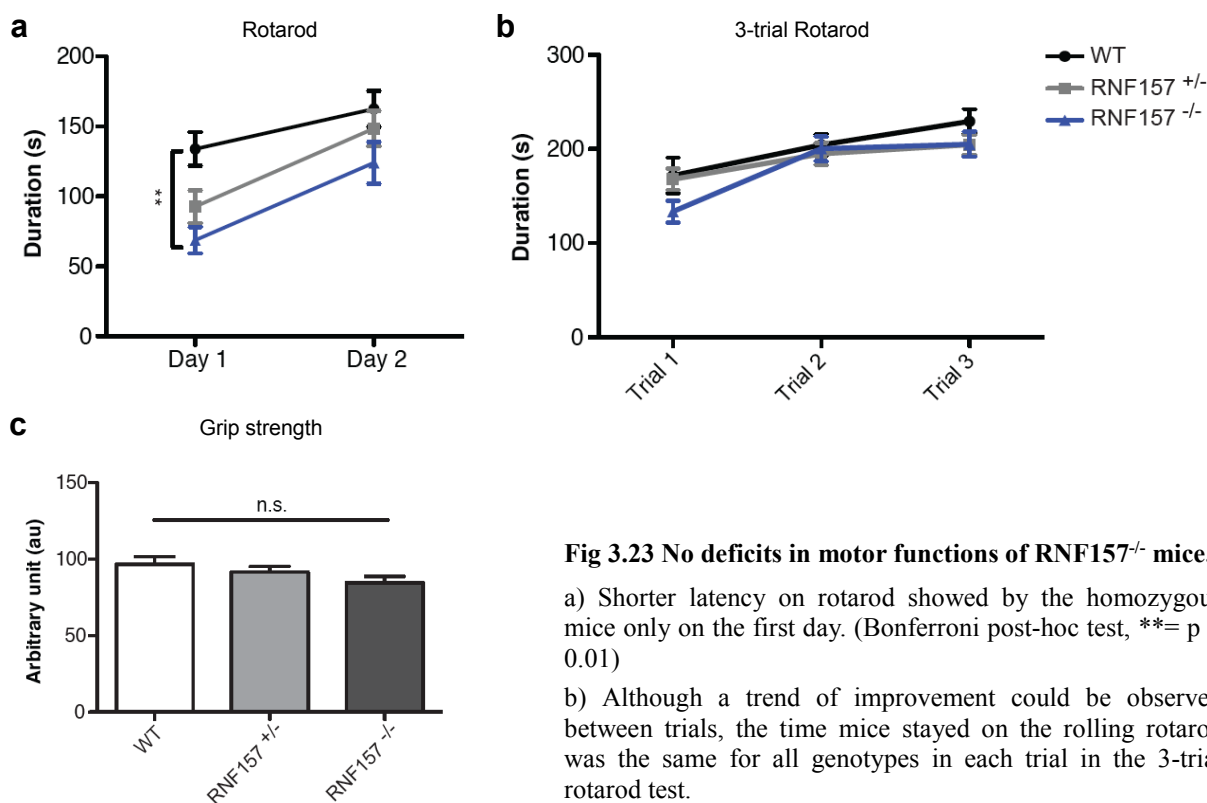 a
Rotarod
Duration (s)
200
150
100
50
0
**
Day 1
Day 2
b
3-trial Rotarod
Duration (s)
300
200
100
0
Trial 1
Trial 2
Trial 3
WT
RNF157 +/-
RNF157 -/-
c
Grip strength
Arbitrary unit (au)
150
100
50
0
n.s.
WT
RNF157 +/-
RNF157 -/-
Fig 3.23 No deficits in motor functions of RNF157-/- mice.
a) Shorter latency on rotarod showed by the homozygou
mice only on the first day. (Bonferroni post-hoc test, **= p
0.01)
b) Although a trend of improvement could be observe
between trials, the time mice stayed on the rolling rotaro
was the same for all genotypes in each trial in the 3-tria
rotarod test.